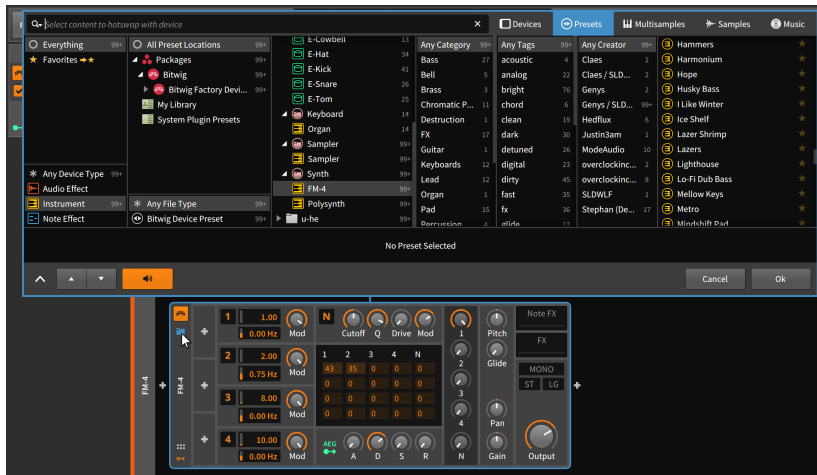 Select content to hotswap with device
Devices
Presets
Multisamples
Samples
Music
Everything 99+
Favorites
Any Device Type 99+
Audio Effect
Instrument 99+
Note Effect
All Preset Locations 99+
Packages 99+
Bitwig 99+
Bitwig Factory Devi... 99+
My Library
System Plugin Presets
Any File Type 99+
Bitwig Device Preset 99+
E-Cowbell 13
E-Hat 34
E-Kick 41
E-Snare 26
E-Tom 25
Keyboard 14
Organ 14
Sampler 99+
Sampler 99+
Synth 99+
FM-4 99+
Polysynth 99+
u-he 99+
Any Category 99+
Bass 27
Bell 5
Brass 3
Chromatic P... 11
Destruction 1
FX 17
Guitar 1
Keyboards 12
Lead 12
Organ 1
Pad 15
Percussion 4
Any Tags 99+
acoustic 4
analog 22
bright 76
chord 6
clean 19
dark 30
detuned 26
digital 23
dirty 45
fast 35
fx 36
glide 17
Any Creator 99+
Claes 2
Claes / SLD... 2
Genys 2
Genys / SLD... 99+
Hedflux 6
Justin3am 1
ModeAudio 10
overclockinc... 2
overclockinc... 8
SLDWLF 1
Stephan (De... 17
Hammers
Harmonium
Hope
Husky Bass
I Like Winter
Ice Shelf
Lazer Shrimp
Lazers
Lighthouse
Lo-Fi Dub Bass
Mellow Keys
Metro
Mindshift Pad
No Preset Selected
Cancel
Ok
FM-4
FM-4
1 1.00
0.00 Hz Mod
2 2.00
0.75 Hz Mod
3 8.00
0.00 Hz Mod
4 10.00
0.00 Hz Mod
N
Cutoff Q Drive Mod
1 2 3 4 N
43 35 0 0 0
0 0 0 0 0
0 0 0 0 0
0 0 0 0 0
AEG
A D S R
1
2
3
4
N
Pitch
Glide
Pan
Gain
Note FX
FX
MONO
ST LG
Output